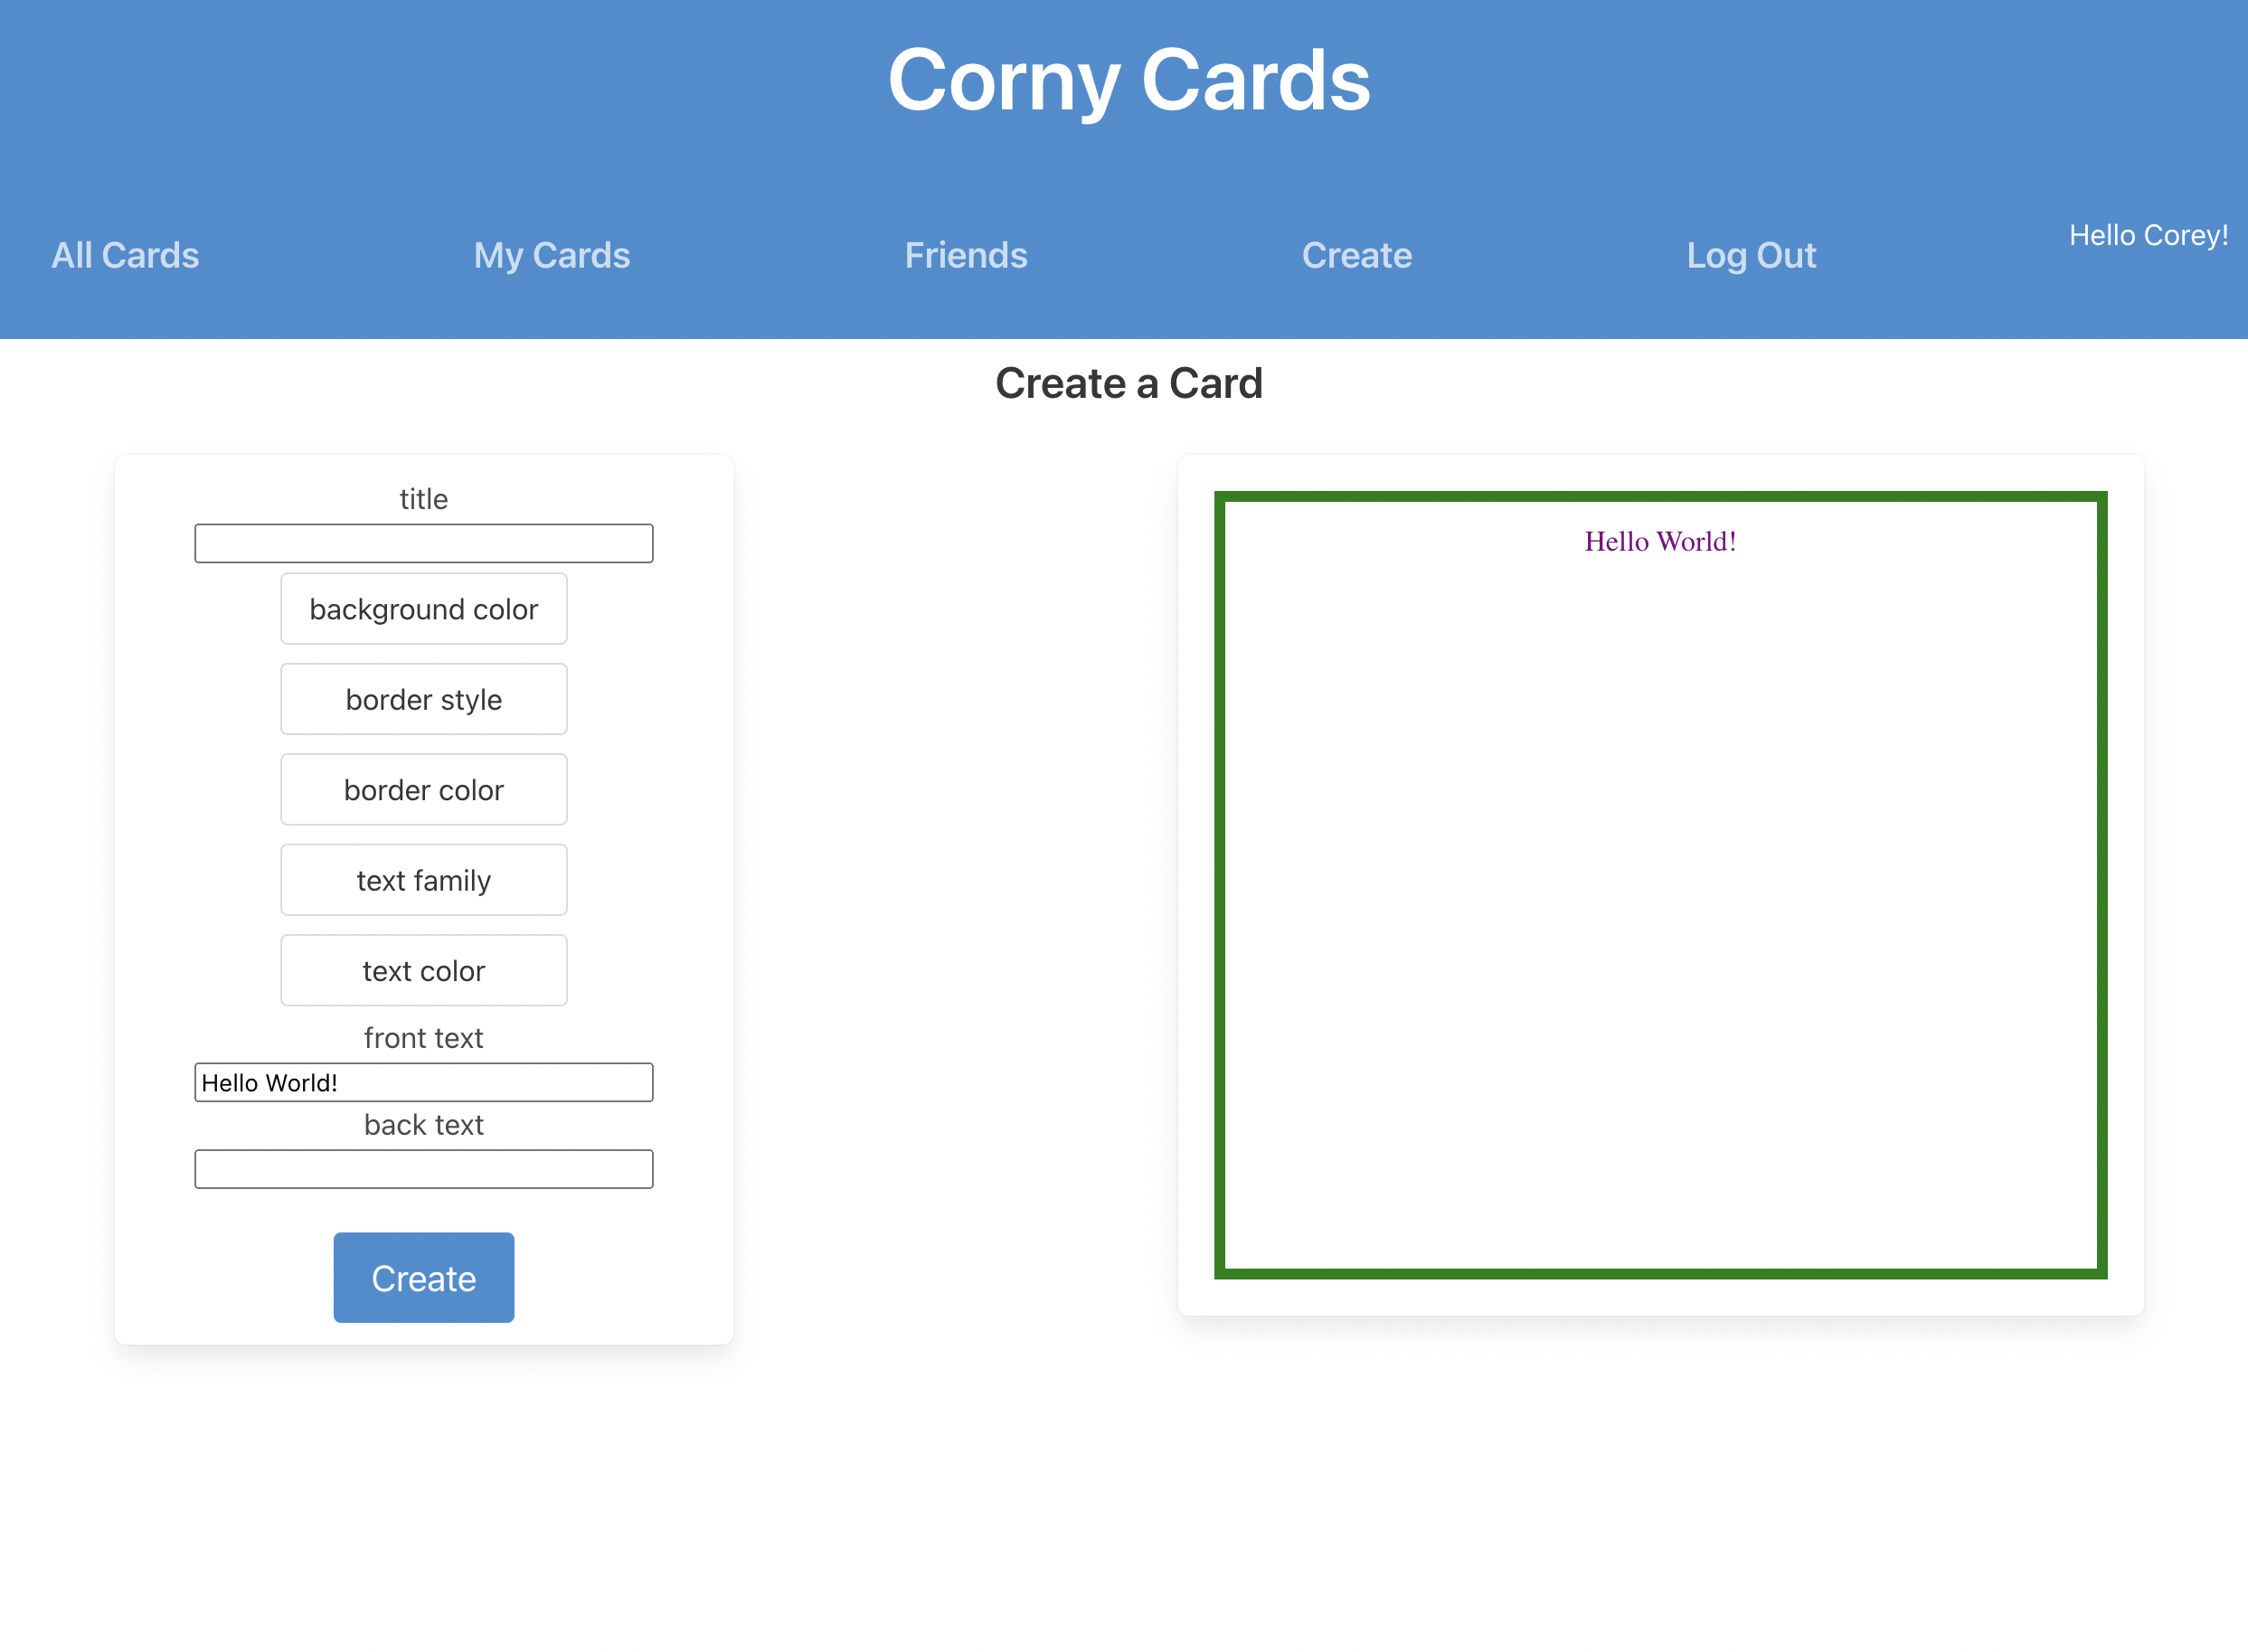 Corny Cards
All Cards
My Cards
Friends
Create
Log Out
Hello Corey!
Create a Card
title
background color
border style
border color
text family
text color
front text
Hello World!
back text
Create
Hello World!